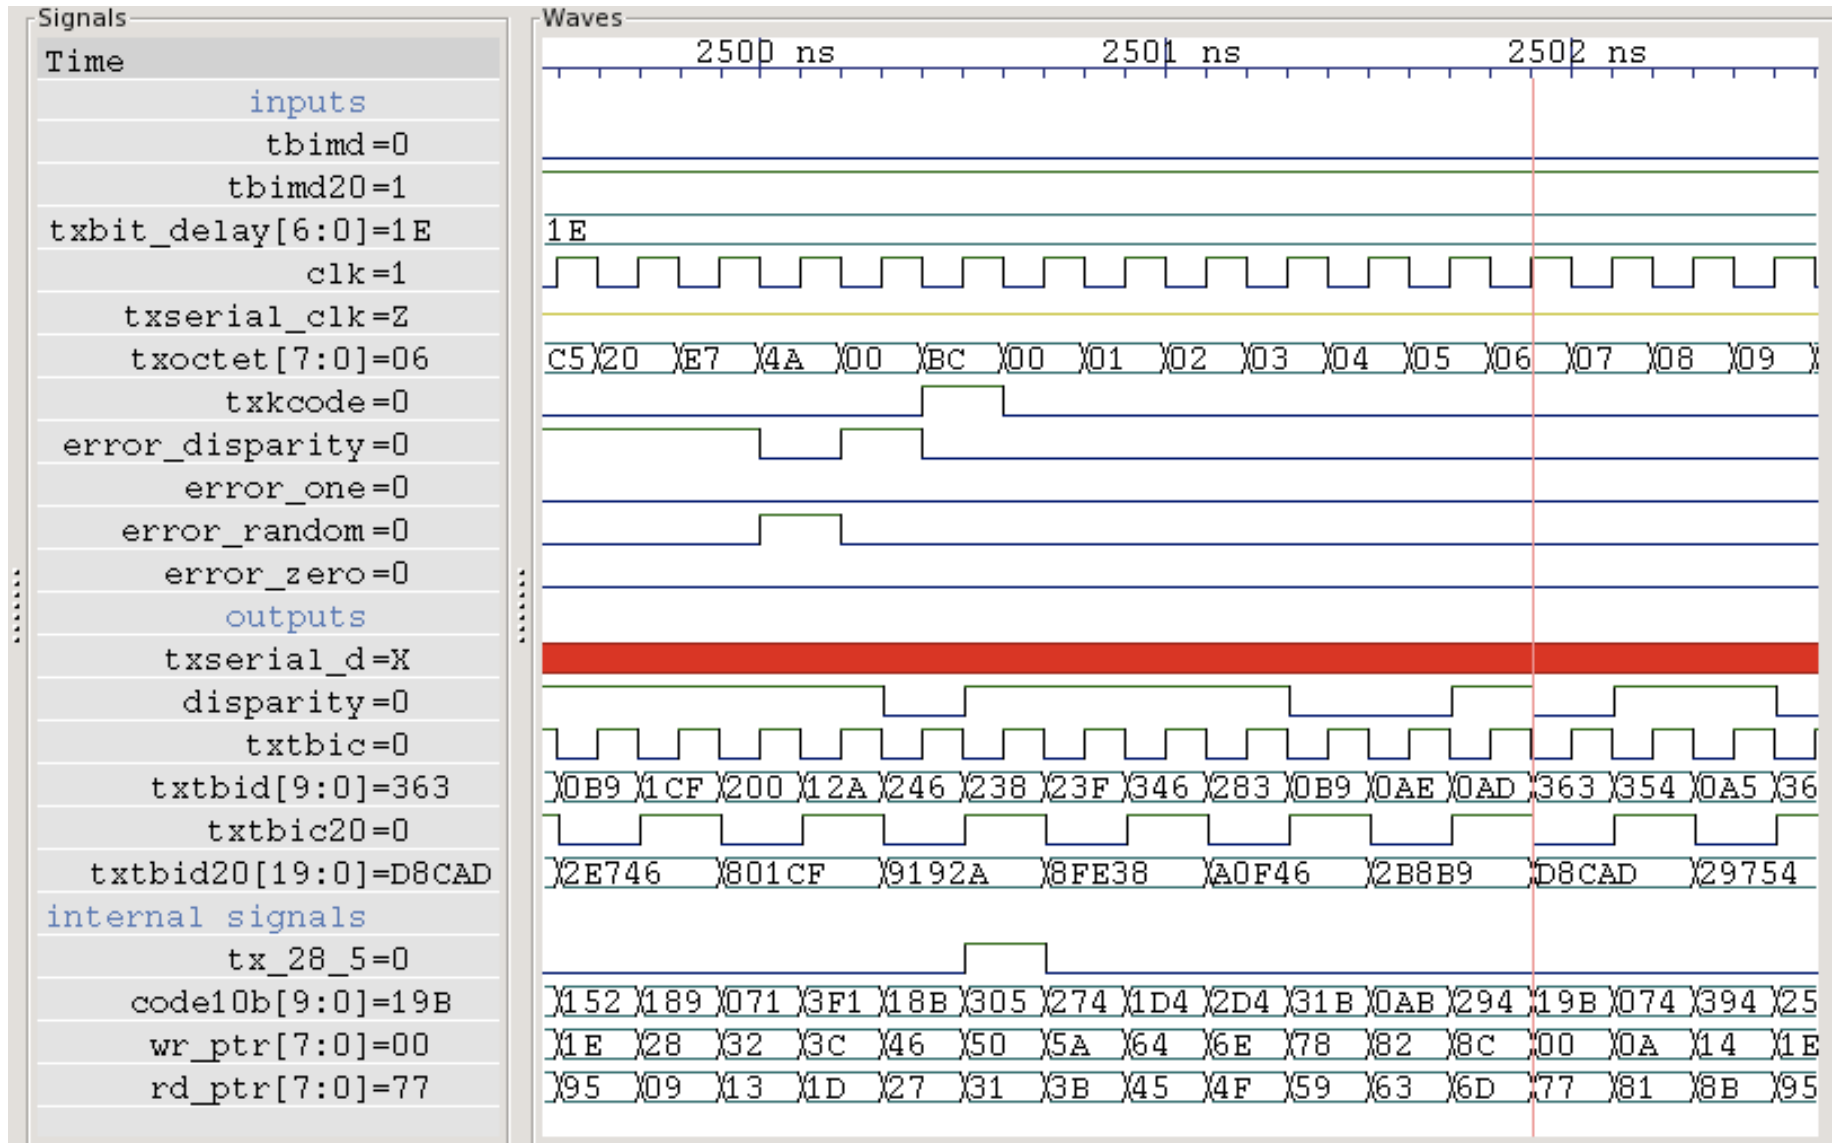 Signals
Waves
Time
2500 ns 2501 ns 2502 ns
inputs
tbimd=0
tbimd20=1
txbit_delay[6:0]=1E 1E
clk=1
txserial_clk=Z
txoctet[7:0]=06 C5 20 E7 4A 00 BC 00 01 02 03 04 05 06 07 08 09
txkcode=0
error_disparity=0
error_one=0
error_random=0
error_zero=0
outputs
txserial_d=X
disparity=0
txtbic=0
txtbid[9:0]=363 0B9 1CF 200 12A 246 238 23F 346 283 0B9 0AE 0AD 363 354 0A5 36
txtbic20=0
txtbid20[19:0]=D8CAD 2E746 801CF 9192A 8FE38 A0F46 2B8B9 D8CAD 29754
internal signals
tx_28_5=0
code10b[9:0]=19B 152 189 071 3F1 18B 305 274 1D4 2D4 31B 0AB 294 19B 074 394 25
wr_ptr[7:0]=00 1E 28 32 3C 46 50 5A 64 6E 78 82 8C 00 0A 14 1E
rd_ptr[7:0]=77 95 09 13 1D 27 31 3B 45 4F 59 63 6D 77 81 8B 95